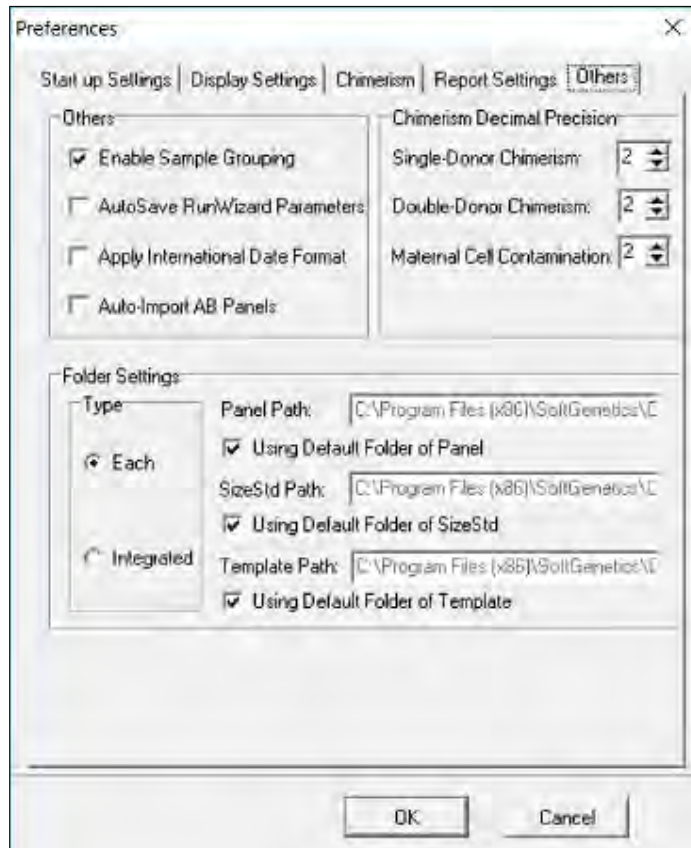 Preferences
Start up Settings
Display Settings
Chimerism
Report Settings
Others
Others
Enable Sample Grouping
AutoSave RunWizard Parameters
Apply International Date Format
Auto-Import AB Panels
Chimerism Decimal Precision
Single-Donor Chimerism: 2
Double-Donor Chimerism: 2
Maternal Cell Contamination: 2
Folder Settings
Type
Each
Integrated
Panel Path: C:\Program Files (x86)\SoftGenetics\C
Using Default Folder of Panel
SizeStd Path: C:\Program Files (x86)\SoftGenetics\C
Using Default Folder of SizeStd
Template Path: C:\Program Files (x86)\SoftGenetics\C
Using Default Folder of Template
OK
Cancel